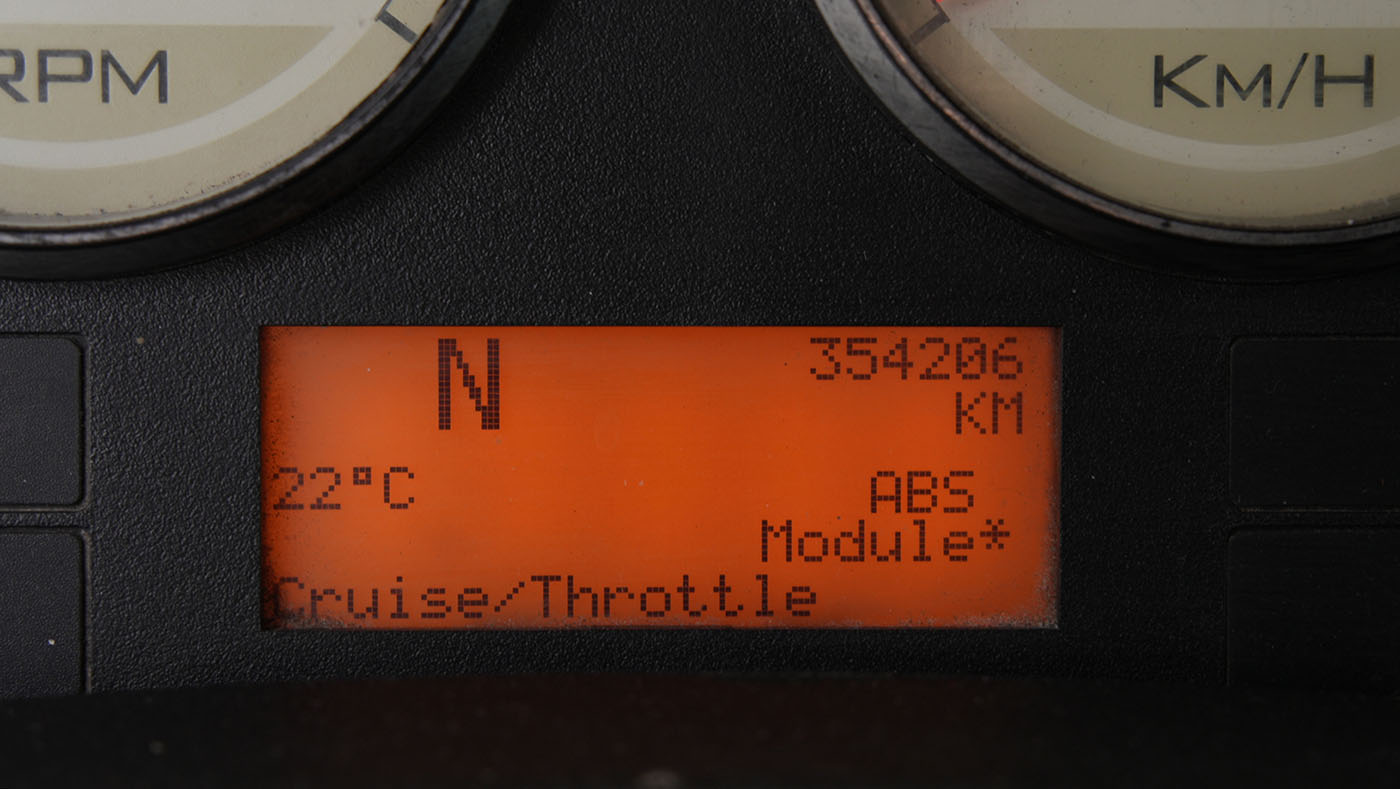 RPM
KM/H
N
354206
KM
22°C
ABS
Module*
Cruise/Throttle